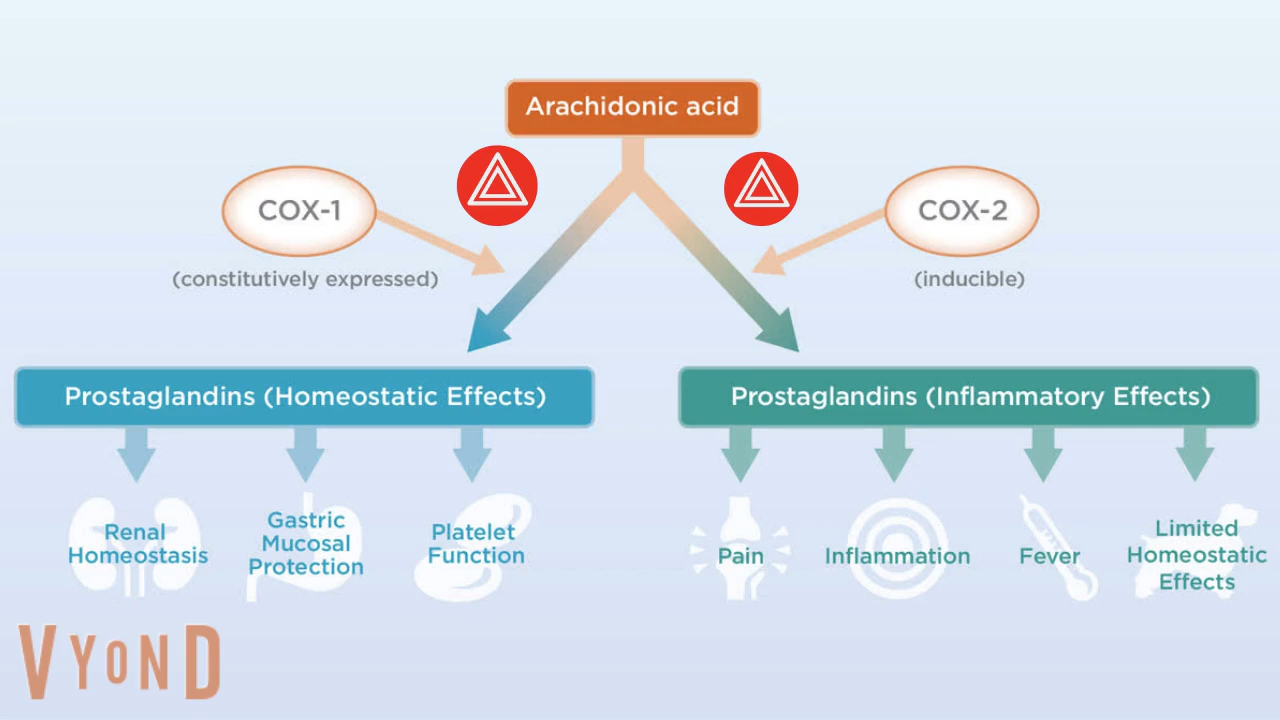 Arachidonic acid
COX-1
COX-2
(constitutively expressed)
(inducible)
Prostaglandins (Homeostatic Effects)
Prostaglandins (Inflammatory Effects)
Renal
Homeostasis
Gastric
Mucosal
Protection
Platelet
Function
Pain
Inflammation
Fever
Limited
Homeostatic
Effects
VYOND